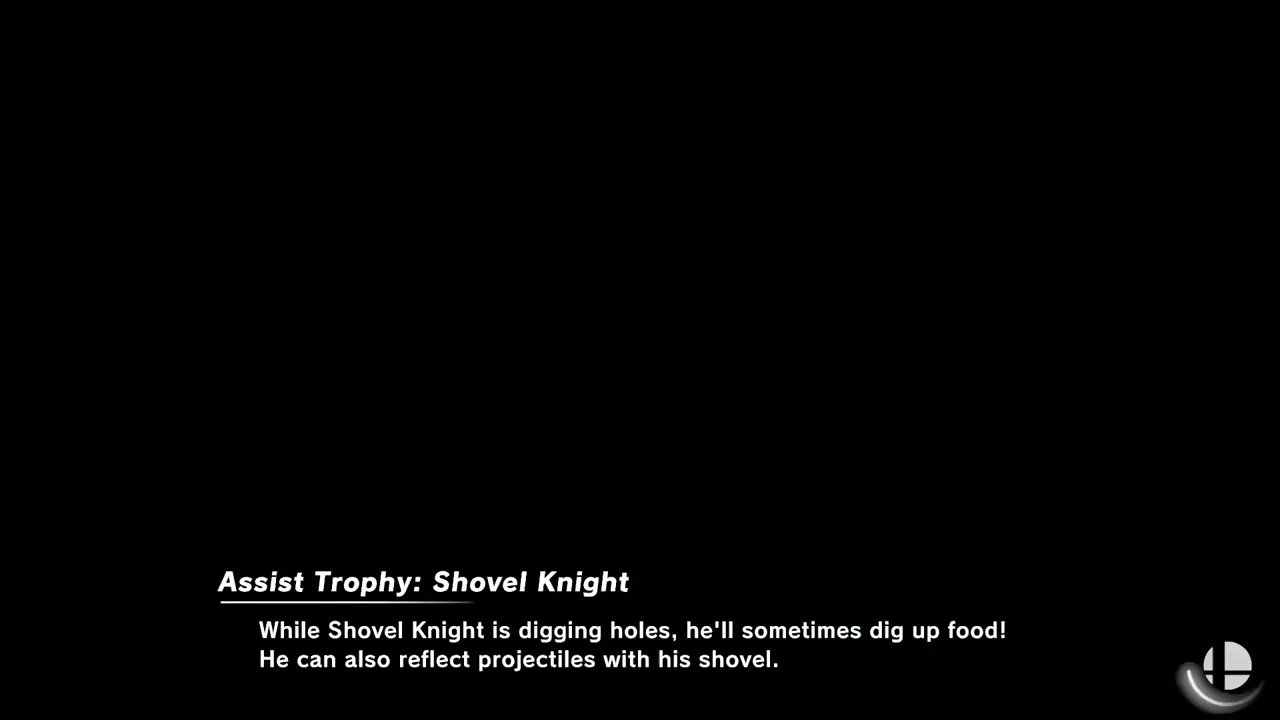 Assist Trophy: Shovel Knight
While Shovel Knight is digging holes, he'll sometimes dig up food!
He can also reflect projectiles with his shovel.